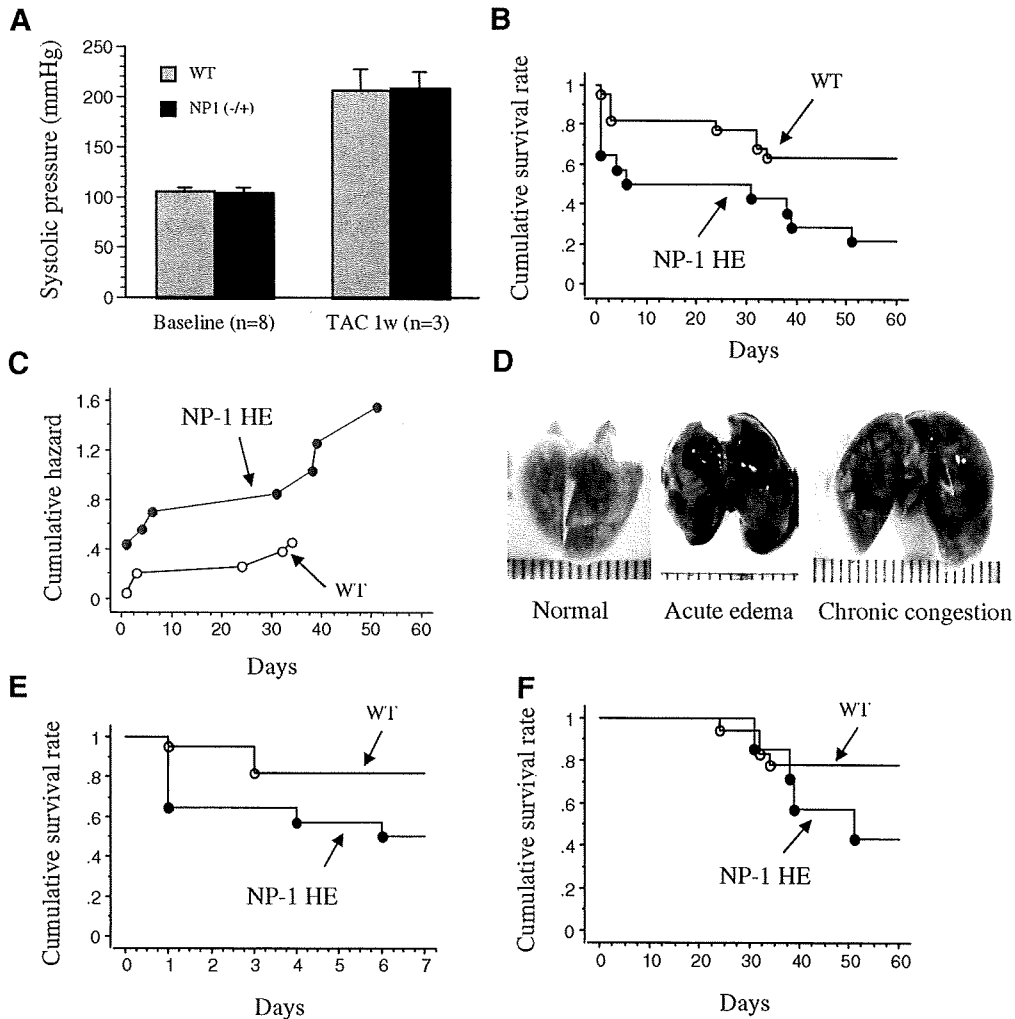 A
Systolic pressure (mmHg)
250
200
150
100
50
0
WT
NP1 (-/+)
Baseline (n=8)
TAC 1w (n=3)
B
Cumulative survival rate
1
.8
.6
.4
.2
0
WT
NP-1 HE
0 10 20 30 40 50 60
Days
C
Cumulative hazard
1.6
1.2
.8
.4
0
NP-1 HE
WT
0 10 20 30 40 50 60
Days
D
Normal
Acute edema
Chronic congestion
E
Cumulative survival rate
1
.8
.6
.4
.2
0
WT
NP-1 HE
0 1 2 3 4 5 6 7
Days
F
Cumulative survival rate
1
.8
.6
.4
.2
0
WT
NP-1 HE
0 10 20 30 40 50 60
Days